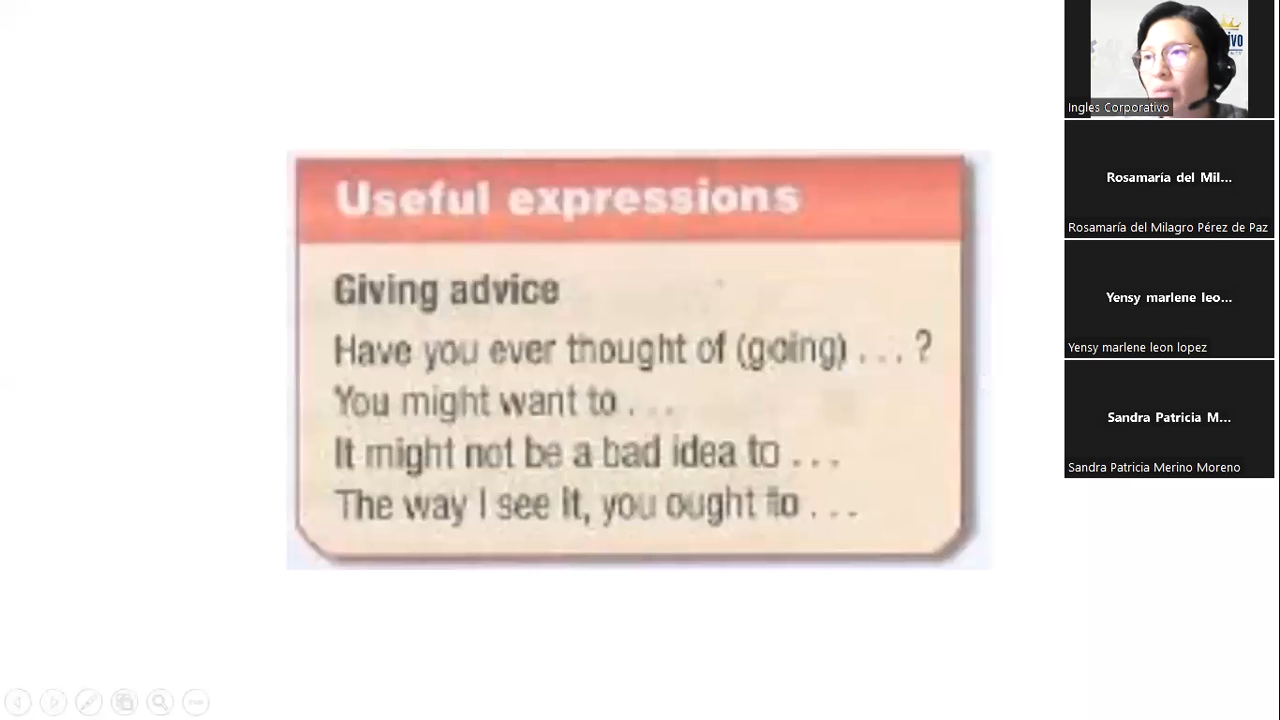 Useful expressions
Giving advice
Have you ever thought of (going) . . . ?
You might want to . . .
It might not be a bad idea to . . .
The way I see it, you ought to . . .
Ingles Corporativo
Rosamaría del Mil...
Rosamaría del Milagro Pérez de Paz
Yensy marlene leo...
Yensy marlene leon lopez
Sandra Patricia M...
Sandra Patricia Merino Moreno